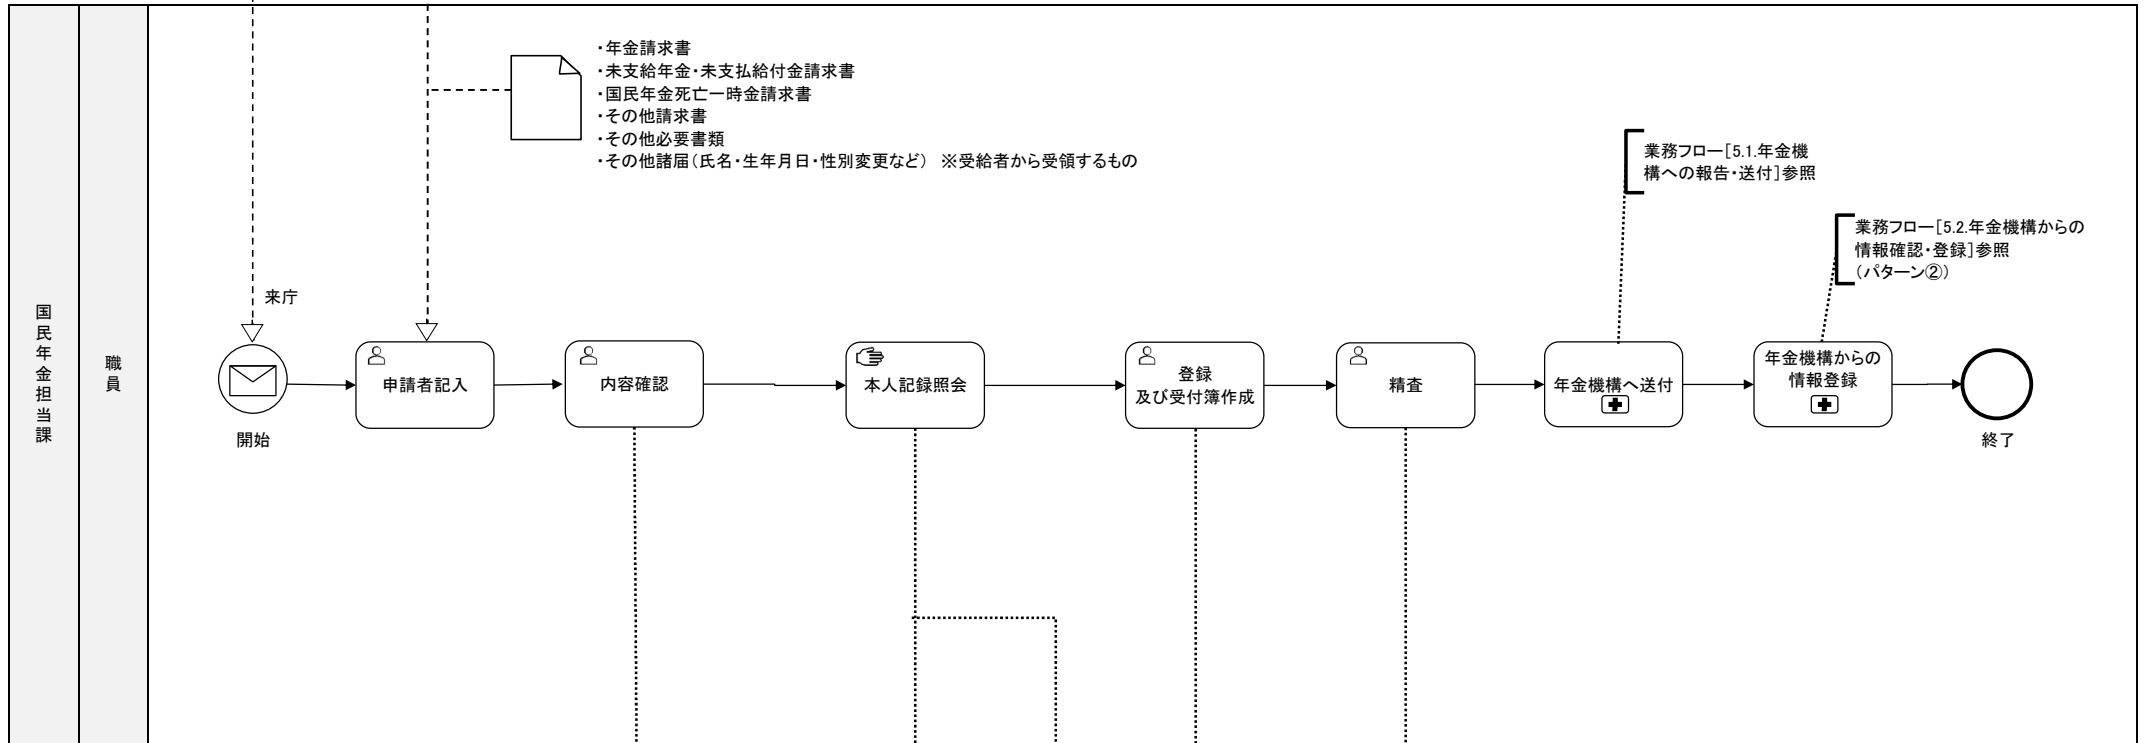 国民年金担当課
職員
・年金請求書
・未支給年金・未支払給付金請求書
・国民年金死亡一時金請求書
・その他請求書
・その他必要書類
・その他諸届（氏名・生年月日・性別変更など） ※受給者から受領するもの
業務フロー[5.1.年金機
構への報告・送付]参照
業務フロー[5.2.年金機構からの
情報確認・登録]参照
（パターン②）
来庁
開始
申請者記入
内容確認
本人記録照会
登録
及び受付簿作成
精査
年金機構へ送付
年金機構からの
情報登録
終了